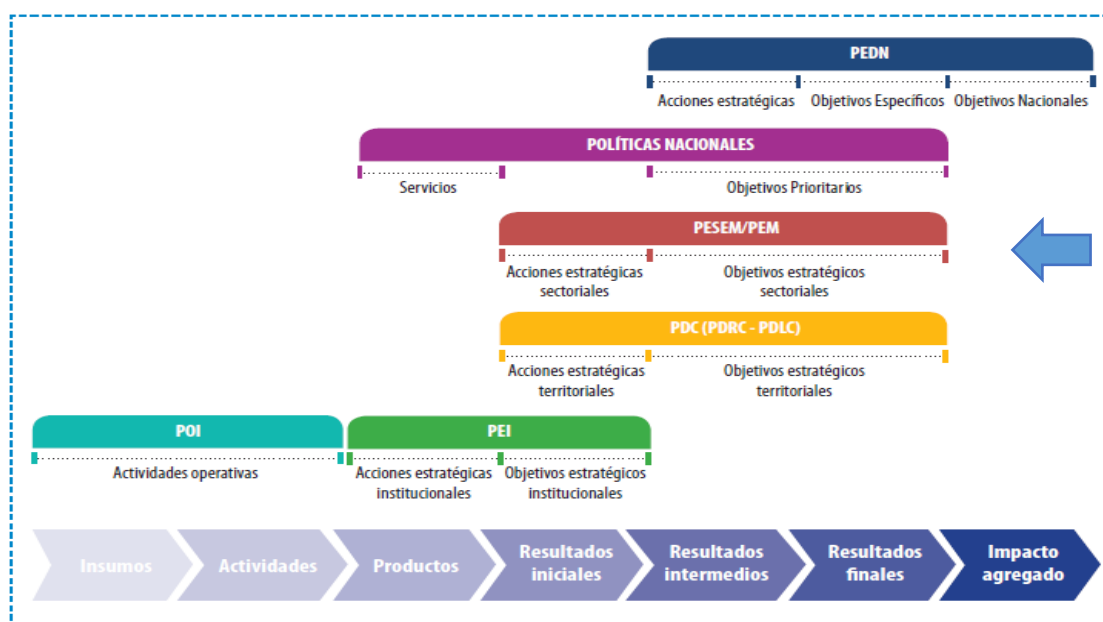 PEDN
Acciones estratégicas Objetivos Específicos Objetivos Nacionales
POLÍTICAS NACIONALES
Servicios Objetivos Prioritarios
PESEM/PEM
Acciones estratégicas
sectoriales
Objetivos estratégicos
sectoriales
PDC (PDRC - PDLC)
Acciones estratégicas
territoriales
Objetivos estratégicos
territoriales
POI
Actividades operativas
PEI
Acciones estratégicas
institucionales
Objetivos estratégicos
institucionales
Insumos
Actividades
Productos
Resultados
iniciales
Resultados
intermedios
Resultados
finales
Impacto
agregado